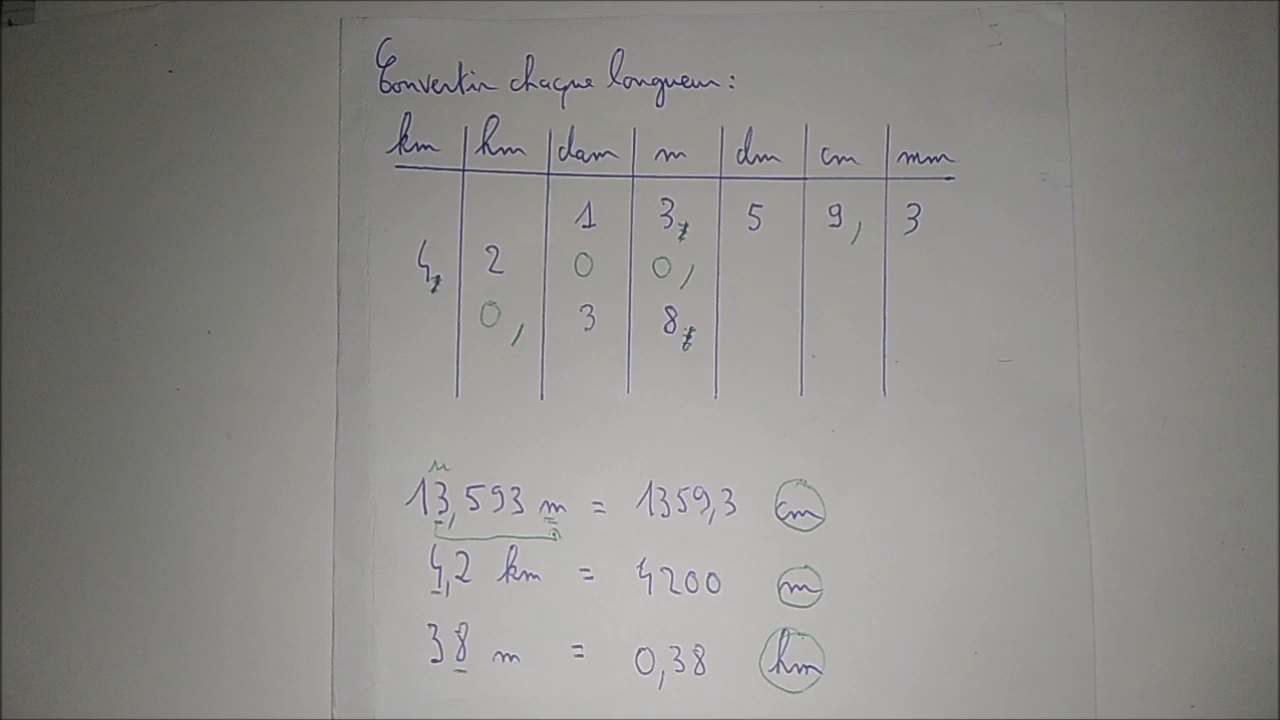 Convertir chaque longueur :
km hm dam m dm cm mm
1 3, 5 9, 3
4, 2 0 0,
0, 3 8,
u
13,593 m = 1359,3 cm
4,2 km = 4200 m
38 m = 0,38 hm